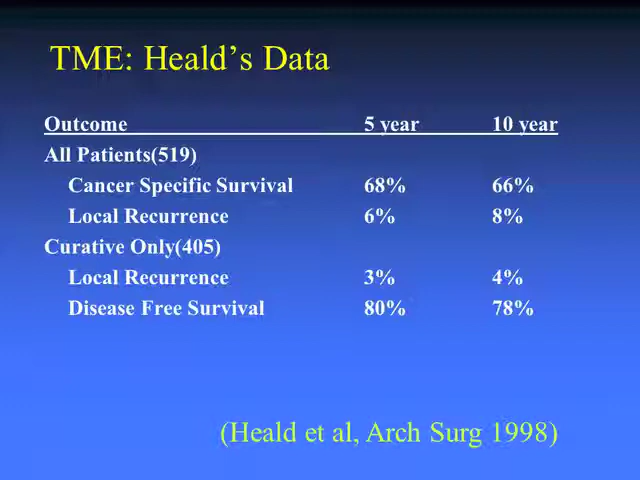 TME: Heald's Data
Outcome 5 year 10 year
All Patients(519)
Cancer Specific Survival 68% 66%
Local Recurrence 6% 8%
Curative Only(405)
Local Recurrence 3% 4%
Disease Free Survival 80% 78%
(Heald et al, Arch Surg 1998)